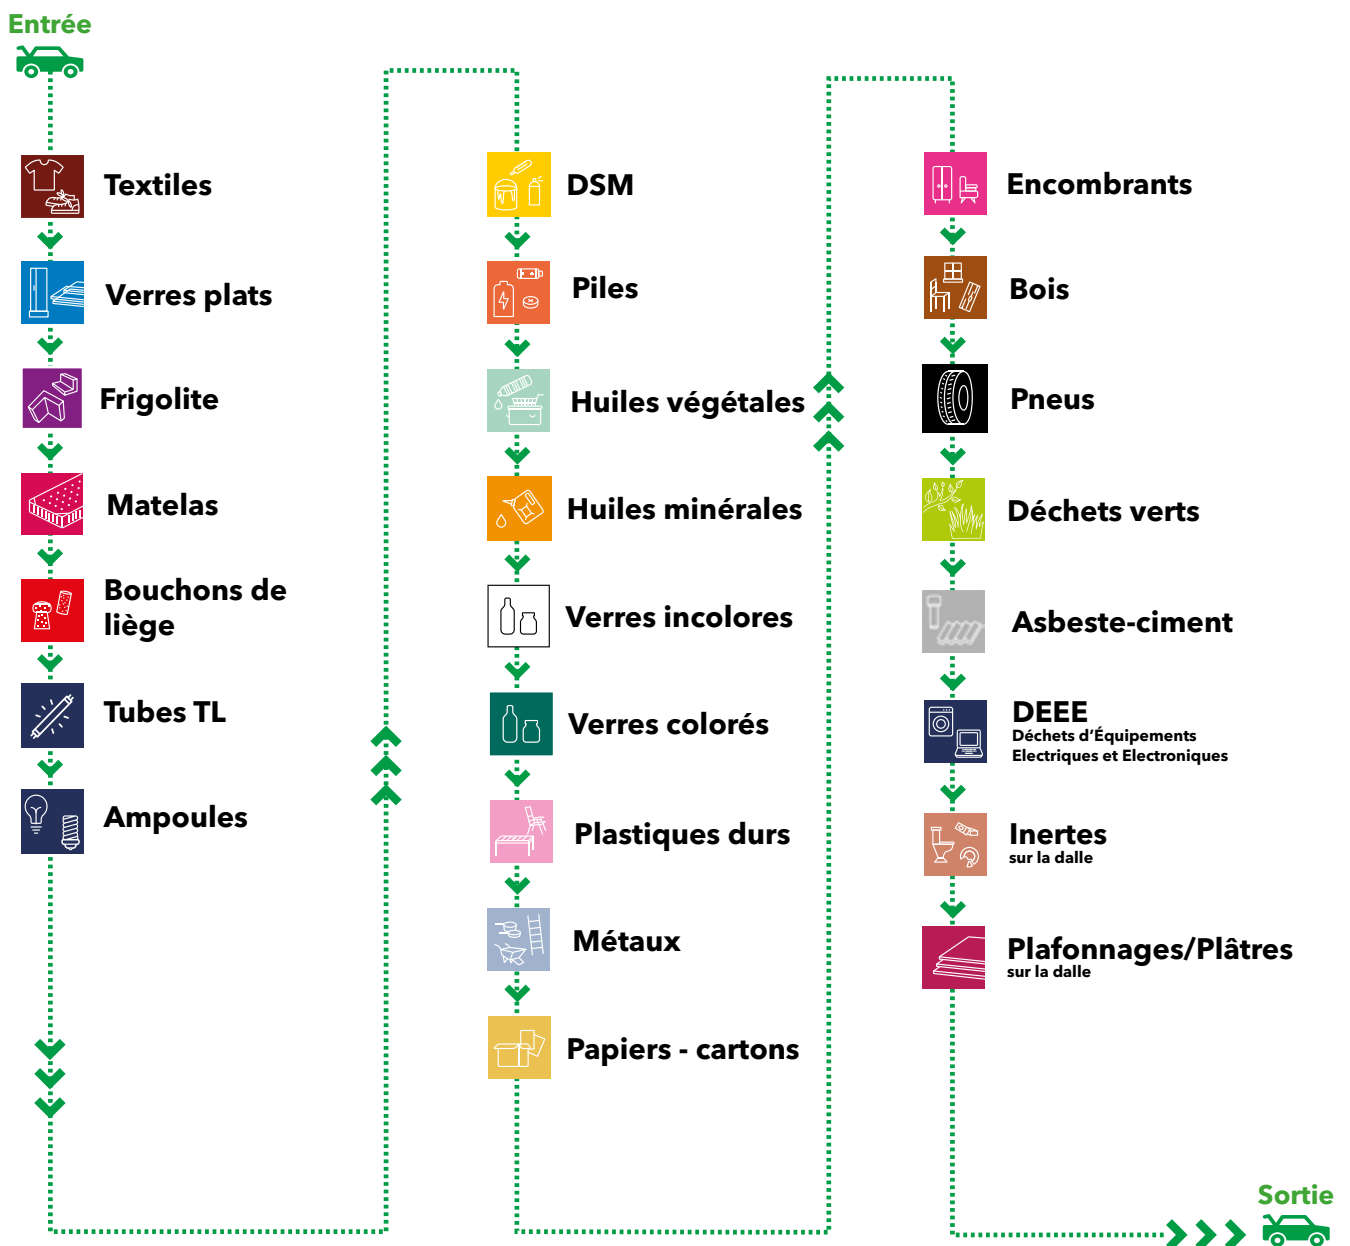 Entrée
Textiles
Verres plats
Frigolite
Matelas
Bouchons de
liège
Tubes TL
Ampoules
DSM
Piles
Huiles végétales
Huiles minérales
Verres incolores
Verres colorés
Plastiques durs
Métaux
Papiers - cartons
Encombrants
Bois
Pneus
Déchets verts
Asbeste-ciment
DEEE
Déchets d'Équipements
Electriques et Electroniques
Inertes
sur la dalle
Plafonnages/Plâtres
sur la dalle
Sortie